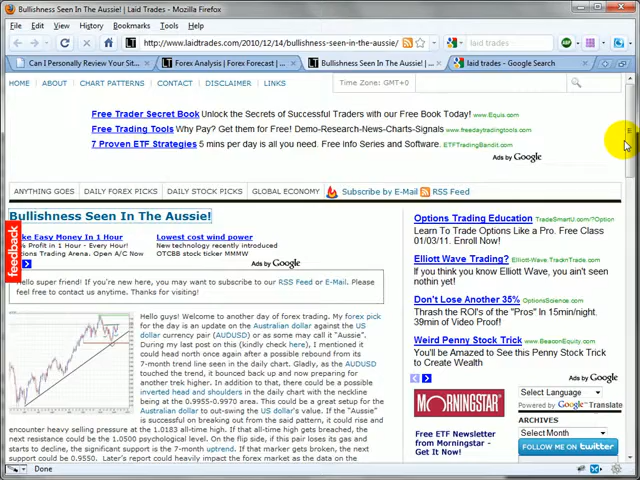 Bullishness Seen In The Aussie! | Laid Trades - Mozilla Firefox
File Edit View History Bookmarks Tools Help
http://www.laidtrades.com/2010/12/14/bullishness-seen-in-the-aussie/
laid trades
Can I Personally Review Your Sit...
Forex Analysis | Forex Forecast | ...
Bullishness Seen In The Aussie! | ...
laid trades - Google Search
HOME ABOUT CHART PATTERNS CONTACT DISCLAIMER LINKS
Time Zone: GMT+0
Free Trader Secret Book Unlock the Secrets of Successful Traders with our Free Book Today! www.Equis.com
Free Trading Tools Why Pay? Get them for Free! Demo-Research-News-Charts-Signals www.freedaytradingtools.com
7 Proven ETF Strategies 5 mins per day is all you need. Free Info Series and Software. ETFTradingBandit.com
Ads by Google
ANYTHING GOES DAILY FOREX PICKS DAILY STOCK PICKS GLOBAL ECONOMY
Subscribe by E-Mail RSS Feed
Bullishness Seen In The Aussie!
ke Easy Money In 1 Hour
% Profit in 1 Hour - Every Hour!
tions Trading Arena. Open A/C Now
Lowest cost wind power
New technology recently introduced
OTCBB stock ticker MMMW
Ads by Google
feedback
Hello super friend! If you're new here, you may want to subscribe to our RSS Feed or E-Mail. Please
feel free to contact us anytime. Thanks for visiting!
Hello guys! Welcome to another day of forex trading. My forex pick
for the day is an update on the Australian dollar against the US
dollar currency pair (AUDUSD) or as some may call it "Aussie".
During my last post on this (kindly check here) I mentioned it
could head north once again after a possible rebound from its
7-month trend line seen in the daily chart. Gladly, as the AUDUSD
touched the trend, it bounced back up and now preparing for
another trek higher. In addition to that, there could be a possible
inverted head and shoulders in the daily chart with the neckline
being at the 0.9955-0.9970 area. This could be a great setup for the
Australian dollar to out-swing the US dollar's value. If the "Aussie"
is successful on breaking out from the said pattern, it could rise and
encounter heavy selling pressure at the 1.0183 all-time high. If that all-time high gets breached, the
next resistance could be the 1.0500 psychological level. On the flip side, if this pair loses its gas and
starts to decline, the significant support is the 7-month uptrend. If that marker gets broken, the next
support could be 0.9550. Later's report could heavily impact the forex market as the data on the
Options Trading Education TradeSmartU.com/?Option
Learn To Trade Options Like a Pro. Free Class
01/03/11. Enroll Now!
Elliott Wave Trading? Elliott-Wave.TradenTrade.com
If you think you know Elliott Wave, you ain't seen
nothin yet!
Don't Lose Another 35% OptionsScience.com
Thrash the ROI's of the "Pros" In 15min/night.
39min of Video Proof!
Weird Penny Stock Trick www.BeaconEquity.com
You'll be Amazed to See this Penny Stock Trick
to Create Wealth
Ads by Google
MORNINGSTAR
Free ETF Newsletter
from Morningstar -
Get It Now!
Select Language
Powered by Google Translate
ARCHIVES
Select Month
FOLLOW ME ON twitter
Done